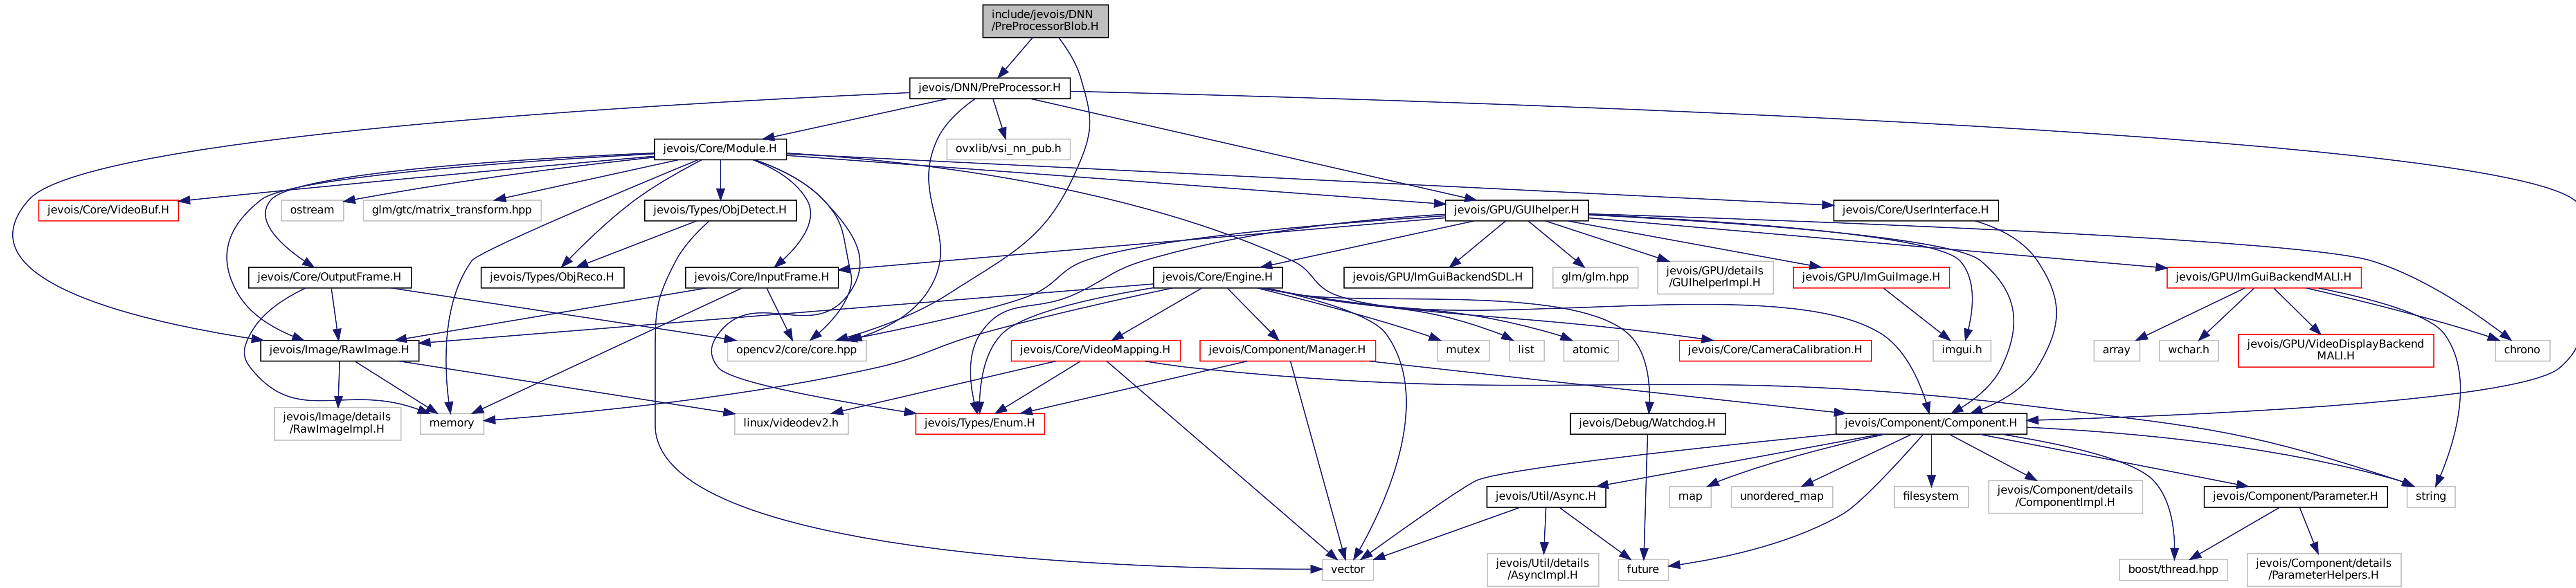 include/jevois/DNN
/PreProcessorBlob.H
jevois/DNN/PreProcessor.H
jevois/Core/Module.H
ovxlib/vsi_nn_pub.h
jevois/Core/VideoBuf.H
ostream
glm/gtc/matrix_transform.hpp
jevois/Types/ObjDetect.H
jevois/GPU/GUIhelper.H
jevois/Core/UserInterface.H
jevois/Core/OutputFrame.H
jevois/Types/ObjReco.H
jevois/Core/InputFrame.H
jevois/Core/Engine.H
jevois/GPU/ImGuiBackendSDL.H
glm/glm.hpp
jevois/GPU/details
/GUIhelperImpl.H
jevois/GPU/ImGuiImage.H
jevois/GPU/ImGuiBackendMALI.H
jevois/Image/RawImage.H
opencv2/core/core.hpp
jevois/Core/VideoMapping.H
jevois/Component/Manager.H
mutex
list
atomic
jevois/Core/CameraCalibration.H
imgui.h
array
wchar.h
jevois/GPU/VideoDisplayBackend
MALI.H
chrono
jevois/Image/details
/RawImageImpl.H
memory
linux/videodev2.h
jevois/Types/Enum.H
jevois/Debug/Watchdog.H
jevois/Component/Component.H
jevois/Util/Async.H
map
unordered_map
filesystem
jevois/Component/details
/ComponentImpl.H
jevois/Component/Parameter.H
string
vector
jevois/Util/details
/AsyncImpl.H
future
boost/thread.hpp
jevois/Component/details
/ParameterHelpers.H